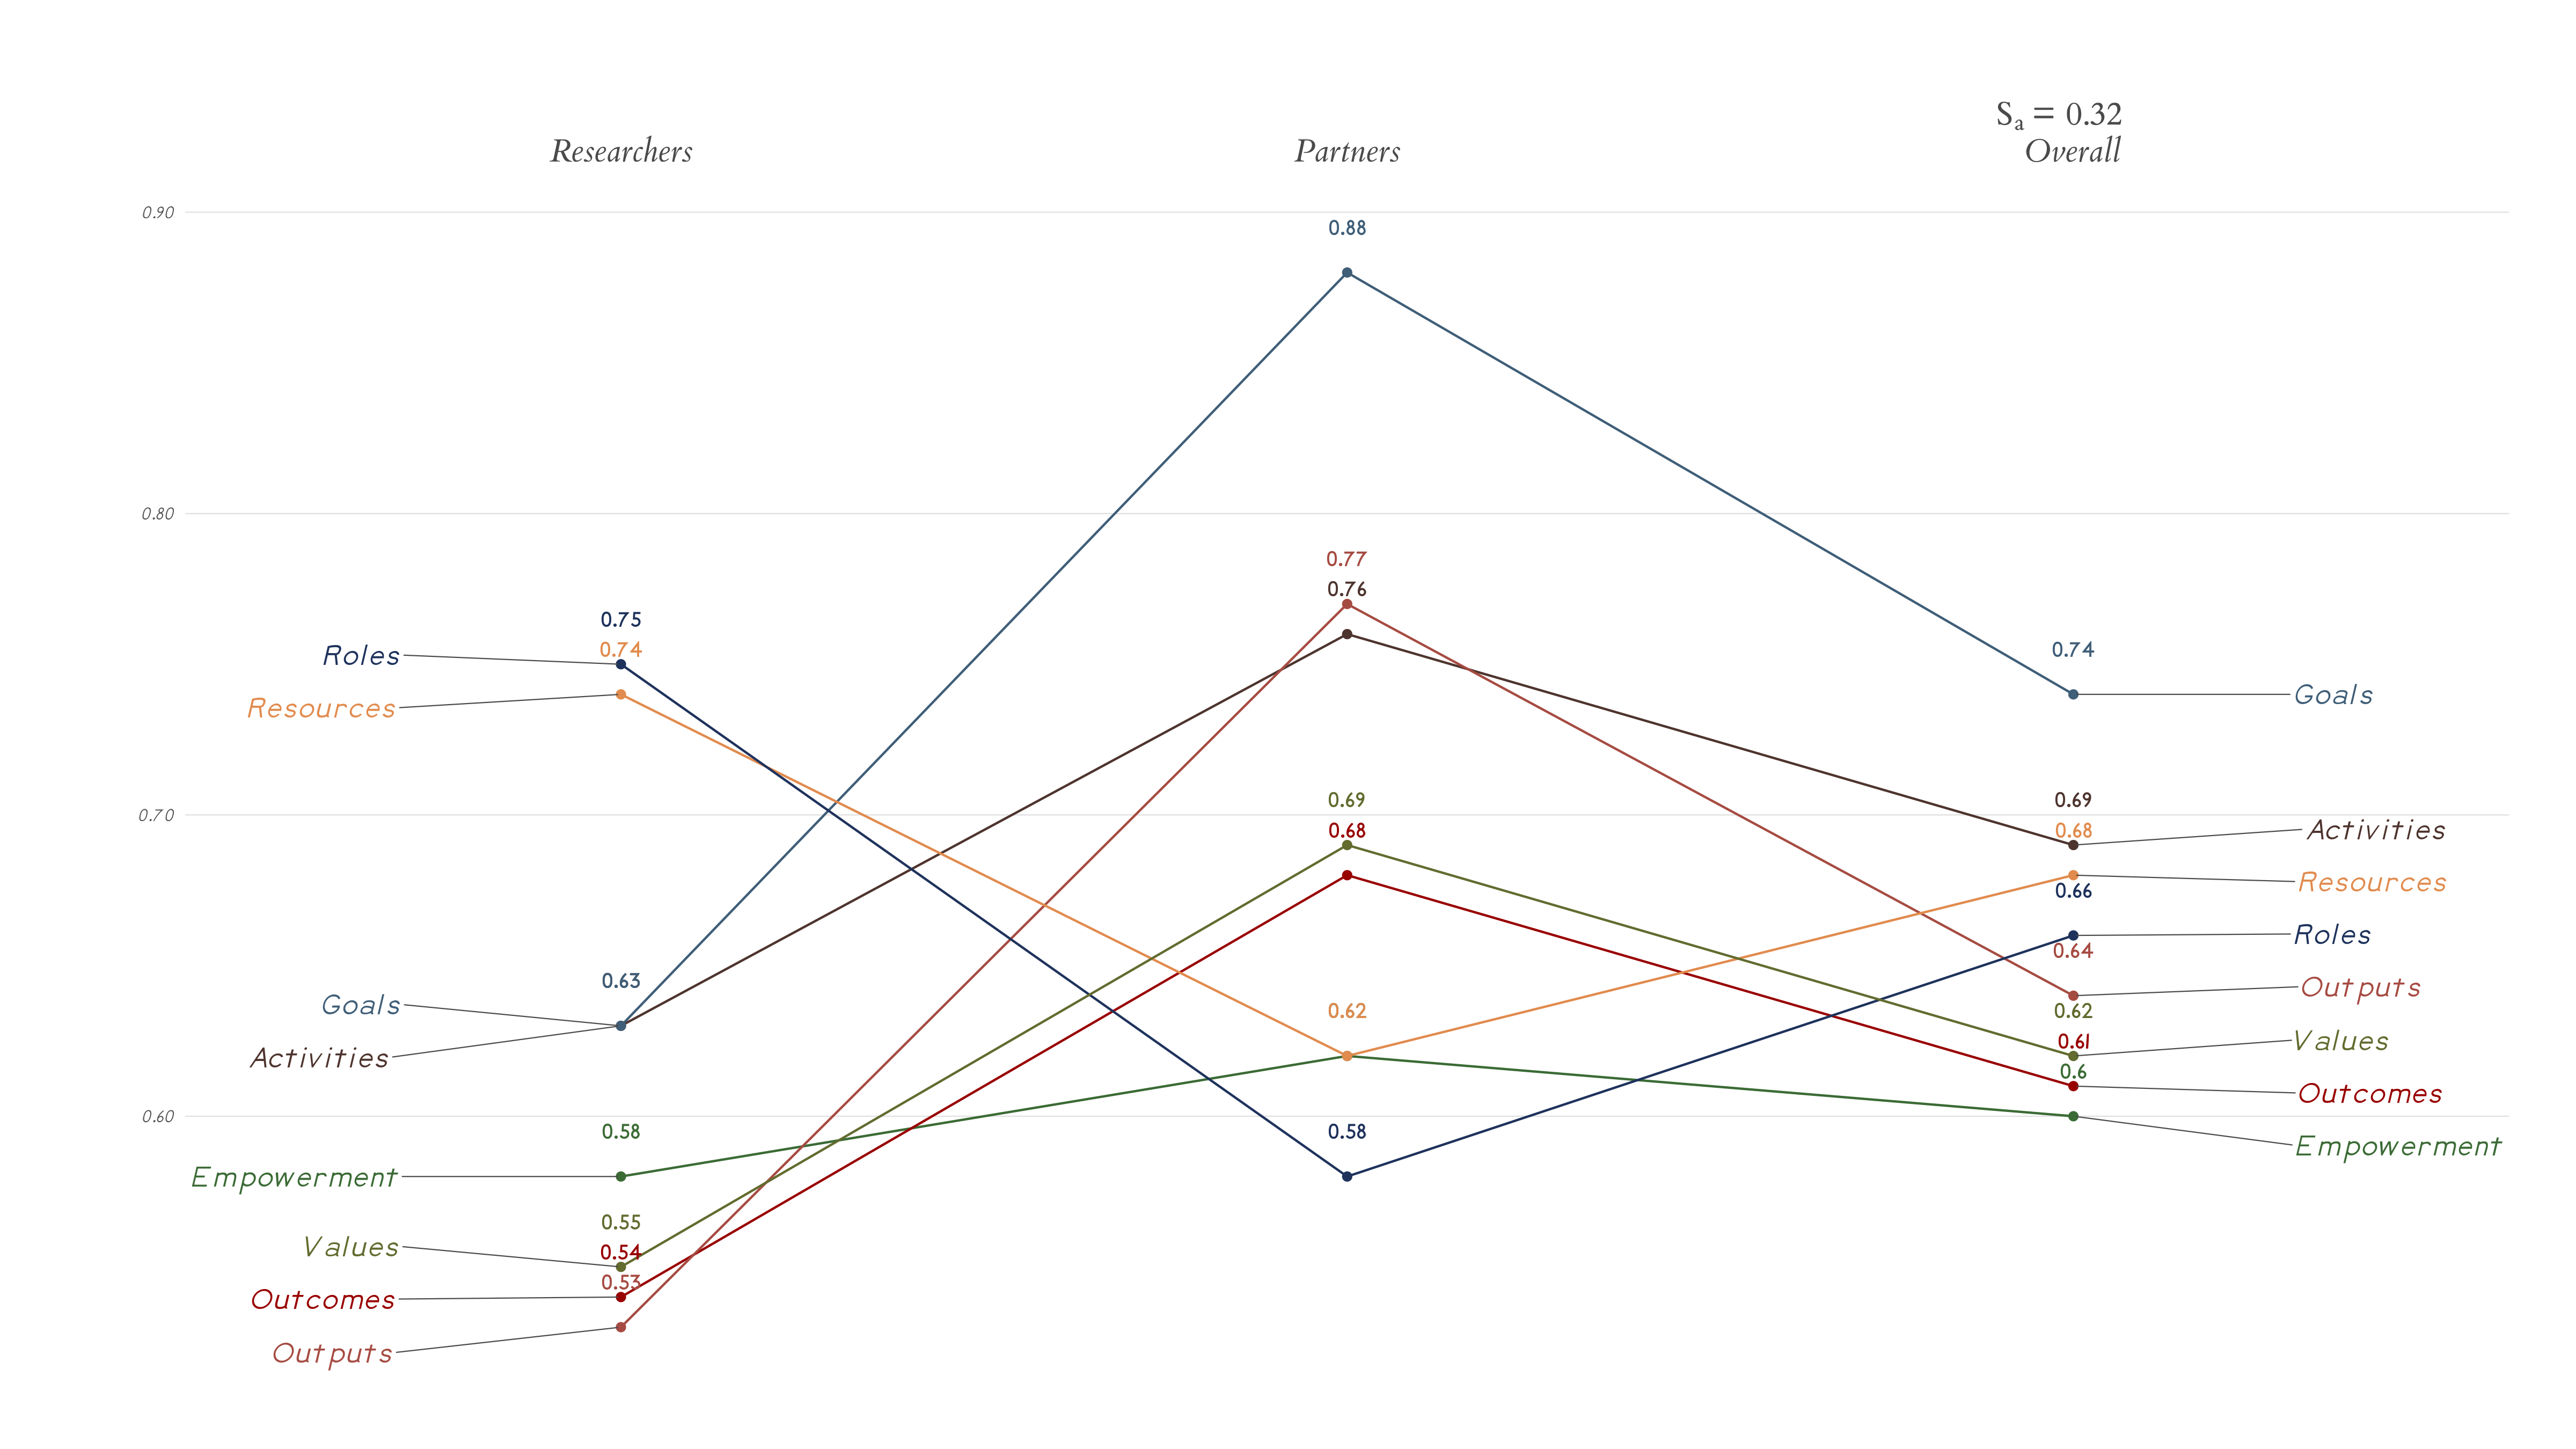 Sa = 0.32
Researchers Partners Overall
0.90
0.88
0.80
0.77
0.76
0.75
Roles
0.74
0.74
Resources
Goals
0.70
0.69
0.69
0.68
0.68
Activities
Resources
0.66
Roles
0.64
0.63
Goals
Outputs
0.62
0.62
Activities
0.61
Values
0.6
Outcomes
0.60
0.58
0.58
Empowerment
Empowerment
0.55
Values
0.54
0.53
Outcomes
Outputs